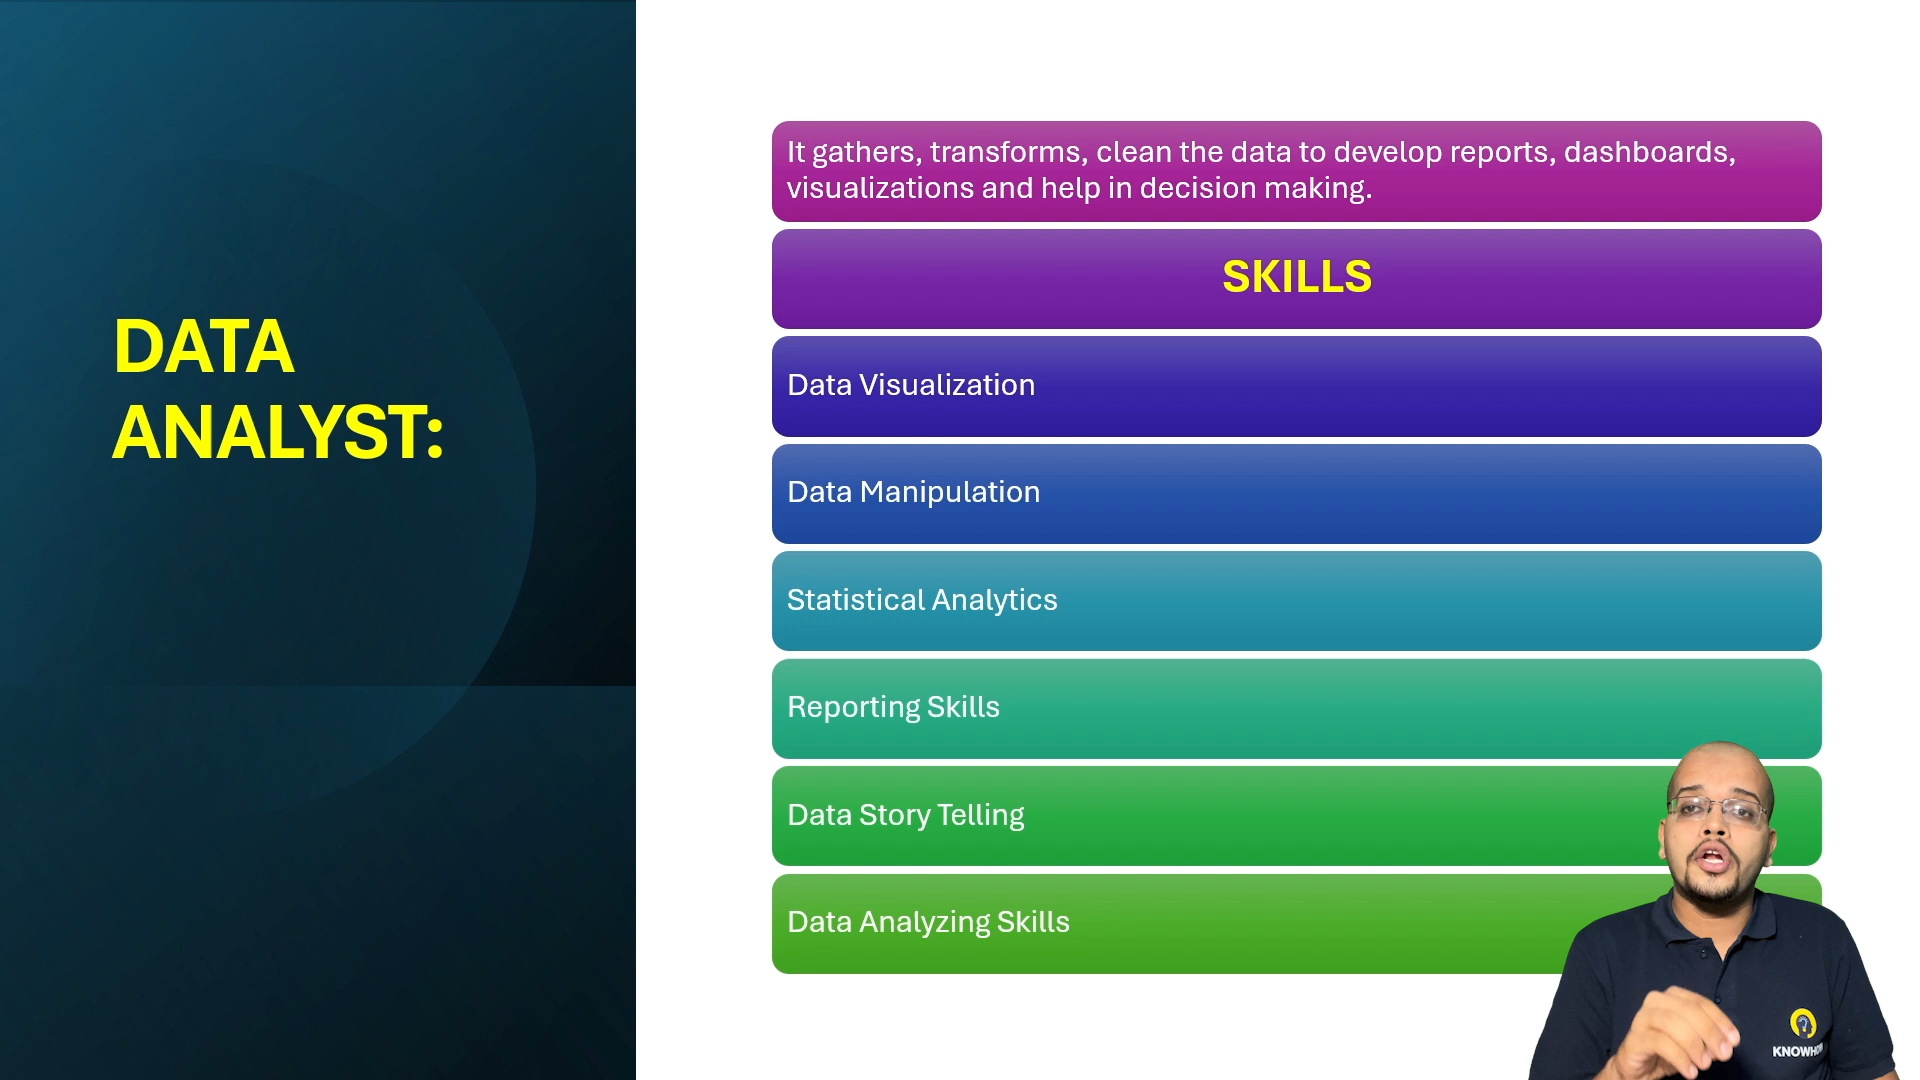 DATA
ANALYST:
It gathers, transforms, clean the data to develop reports, dashboards,
visualizations and help in decision making.
SKILLS
Data Visualization
Data Manipulation
Statistical Analytics
Reporting Skills
Data Story Telling
Data Analyzing Skills